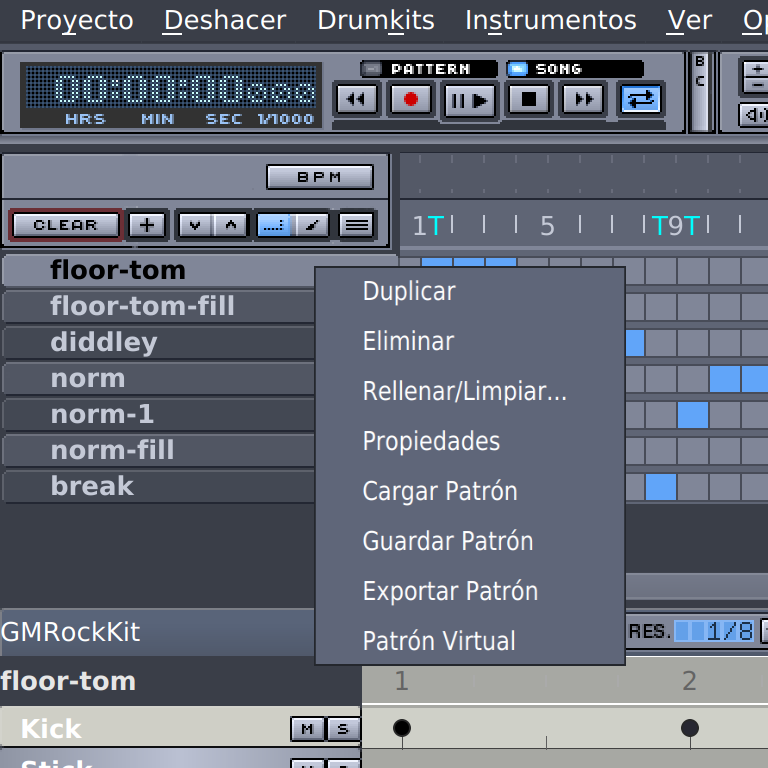 Proyecto Deshacer Drumkits Instrumentos Ver
PATTERN SONG
00:00:00:000
HRS MIN SEC 1/1000
B
C
BPM
CLEAR
1T 5 T9T
floor-tom
floor-tom-fill
diddley
norm
norm-1
norm-fill
break
Duplicar
Eliminar
Rellenar/Limpiar...
Propiedades
Cargar Patrón
Guardar Patrón
Exportar Patrón
Patrón Virtual
GMRockKit
RES. 1/8
floor-tom 1 2
Kick M S
Stick